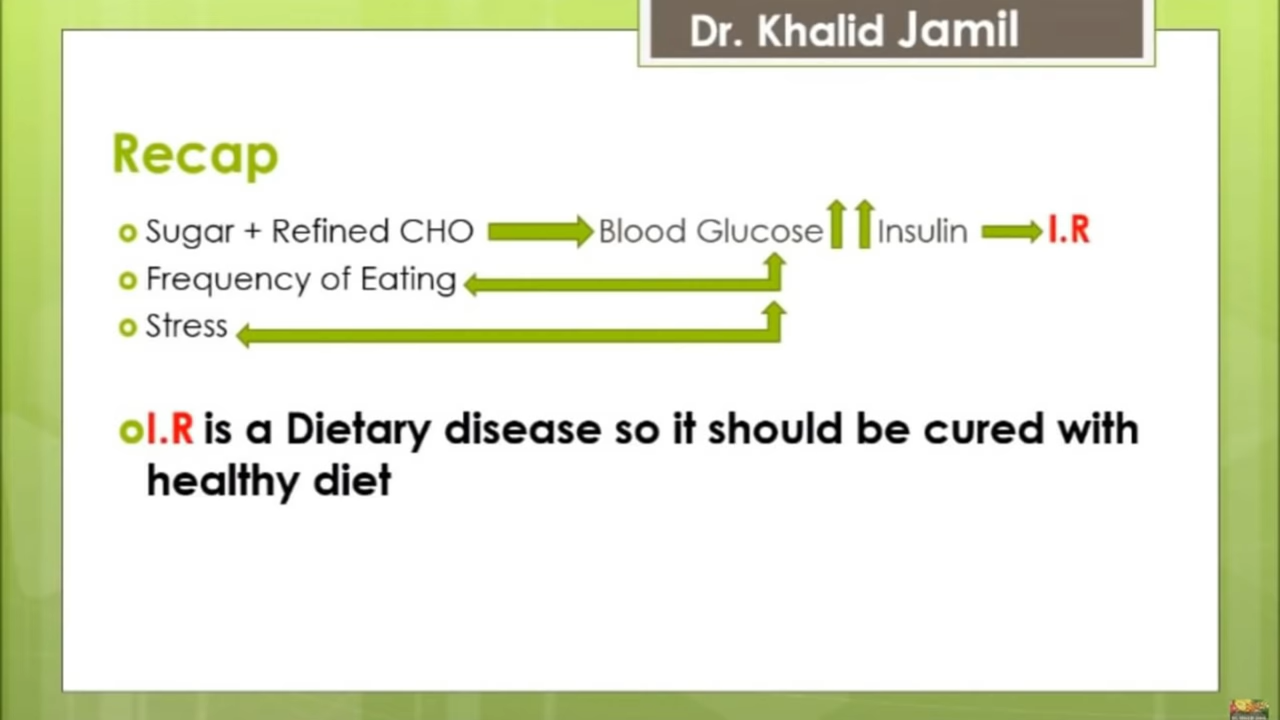 Dr. Khalid Jamil
Recap
Sugar + Refined CHO Blood Glucose Insulin I.R
Frequency of Eating
Stress
I.R is a Dietary disease so it should be cured with
healthy diet